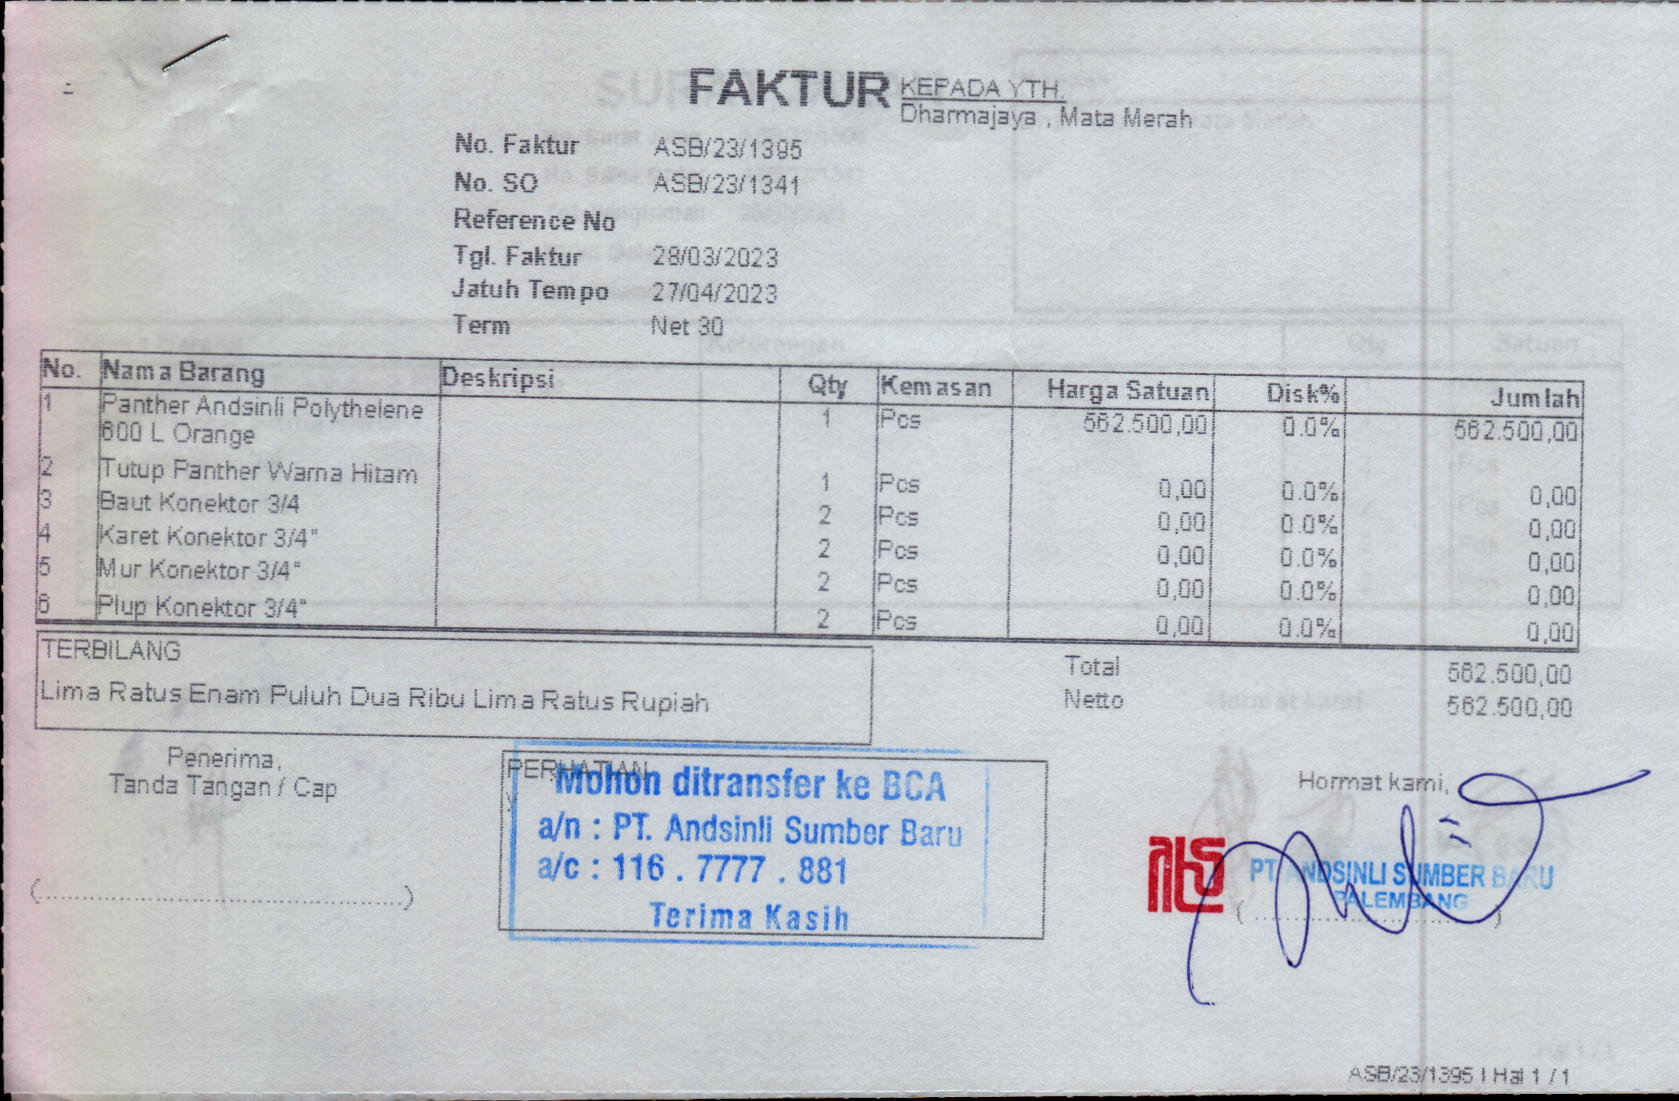 FAKTUR
KEPADA YTH.
Dharmajaya , Mata Merah
No. Faktur ASB/23/1395
No. SO ASB/23/1341
Reference No
Tgl. Faktur 28/03/2023
Jatuh Tempo 27/04/2023
Term Net 30
No. Nama Barang Deskripsi Qty Kemasan Harga Satuan Disk% Jumlah
1 Panther Andsinli Polythelene 1 Pcs 562.500,00 0.0% 562.500,00
600 L Orange
2 Tutup Panther Warna Hitam 1 Pcs 0,00 0.0% 0,00
3 Baut Konektor 3/4 2 Pcs 0,00 0.0% 0,00
4 Karet Konektor 3/4" 2 Pcs 0,00 0.0% 0,00
5 Mur Konektor 3/4" 2 Pcs 0,00 0.0% 0,00
6 Plup Konektor 3/4" 2 Pcs 0,00 0.0% 0,00
TERBILANG
Lima Ratus Enam Puluh Dua Ribu Lima Ratus Rupiah
Total 562.500,00
Netto 562.500,00
Penerima,
Tanda Tangan / Cap
(..........................................)
PERHATIAN
Mohon ditransfer ke BCA
a/n : PT. Andsinli Sumber Baru
a/c : 116 . 7777 . 881
Terima Kasih
Hormat kami,
PT. ANDSINLI SUMBER BARU
PALEMBANG
(..............................)
ASB/23/1395 | Hal 1 / 1